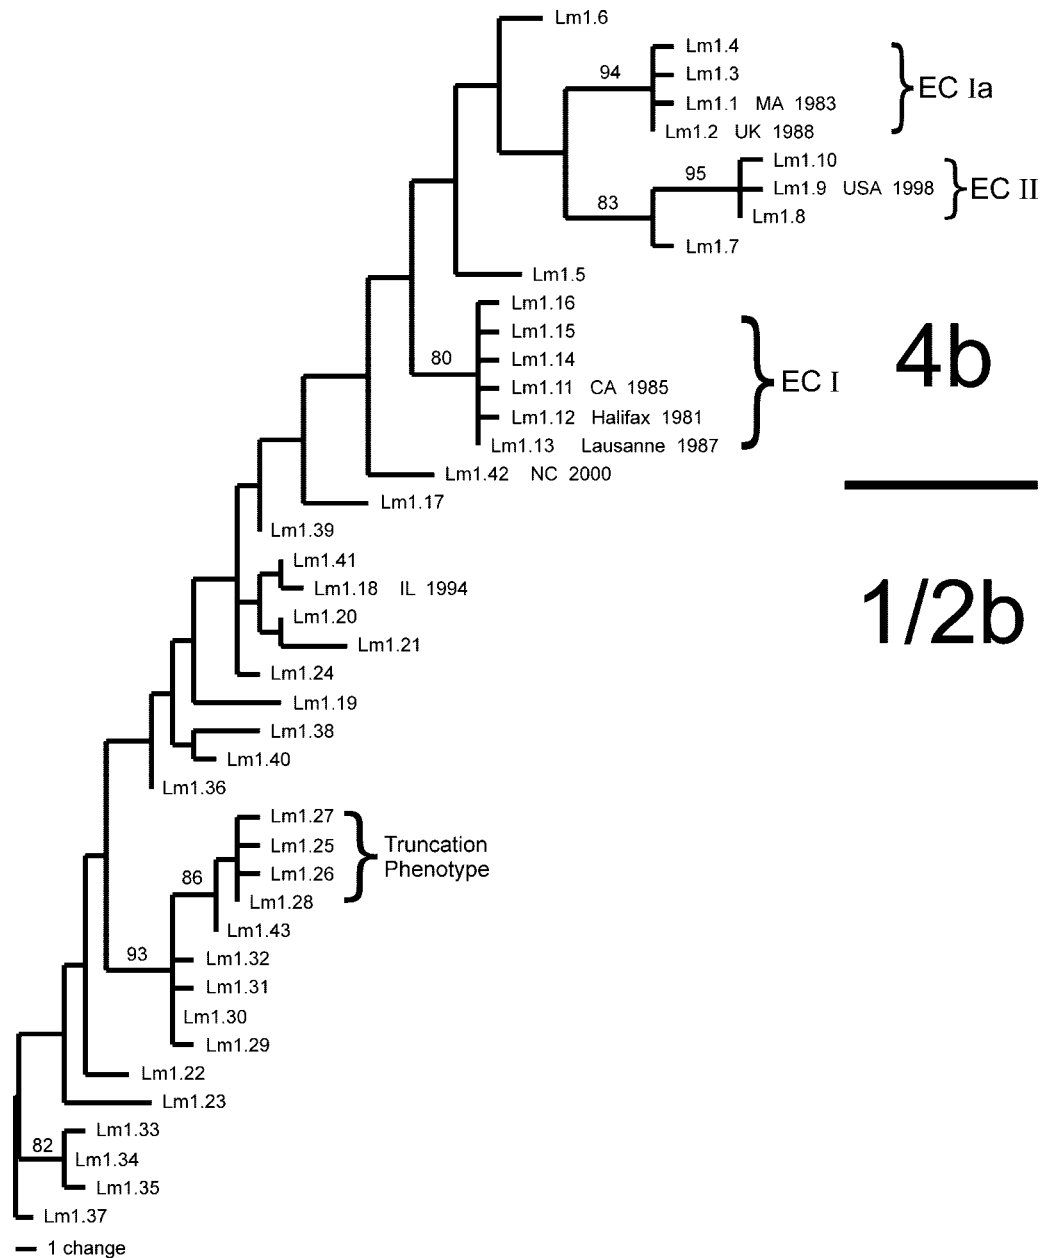 Lm1.6
Lm1.4
94
Lm1.3
EC Ia
Lm1.1 MA 1983
Lm1.2 UK 1988
Lm1.10
95
Lm1.9 USA 1998
EC II
83
Lm1.8
Lm1.7
Lm1.5
Lm1.16
Lm1.15
80
Lm1.14
EC I
4b
Lm1.11 CA 1985
Lm1.12 Halifax 1981
Lm1.13 Lausanne 1987
Lm1.42 NC 2000
Lm1.17
Lm1.39
Lm1.41
Lm1.18 IL 1994
1/2b
Lm1.20
Lm1.21
Lm1.24
Lm1.19
Lm1.38
Lm1.40
Lm1.36
Lm1.27
Lm1.25
Truncation
Phenotype
Lm1.26
86
Lm1.28
Lm1.43
93
Lm1.32
Lm1.31
Lm1.30
Lm1.29
Lm1.22
Lm1.23
Lm1.33
82
Lm1.34
Lm1.35
Lm1.37
1 change